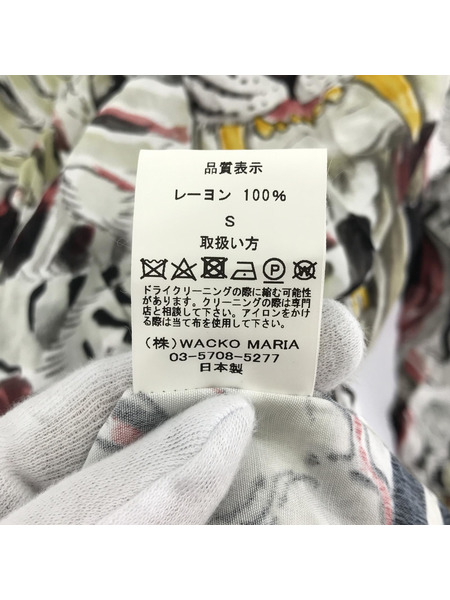 品質表示
レーヨン 100%
S
取扱い方
ドライクリーニングの際に縮む可能性
があります。クリーニングの際は専門
店と相談して下さい。アイロンをかけ
る際は当て布を使用して下さい。
(株)WACKO MARIA
03-5708-5277
日本製